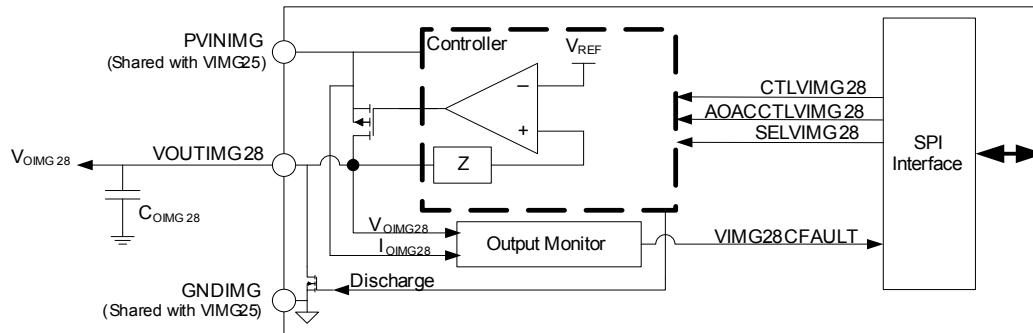 PVINIMG
(Shared with VIMG25)
Controller
VREF
−
+
Z
CTLVIMG28
AOACCTLVIMG28
SELVIMG28
SPI
Interface
VOIMG28
VOUTIMG28
COIMG28
VOIMG28
IOIMG28
Output Monitor
VIMG28CFAULT
Discharge
GNDIMG
(Shared with VIMG25)